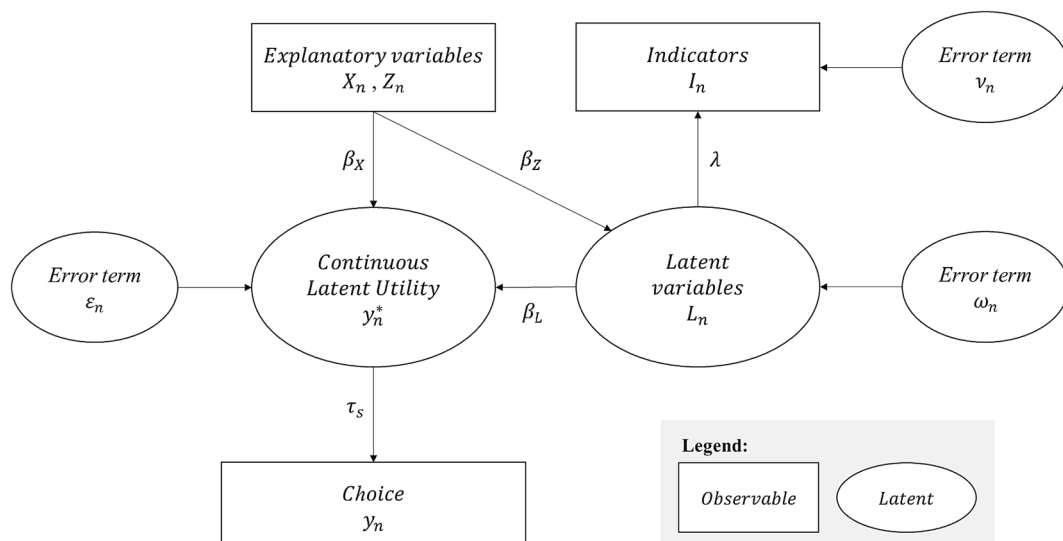 Explanatory variables
X_n , Z_n
Indicators
I_n
Error term
ν_n
β_X
β_Z
λ
Error term
ε_n
Continuous
Latent Utility
y_n^*
β_L
Latent
variables
L_n
Error term
ω_n
τ_s
Choice
y_n
Legend:
Observable
Latent